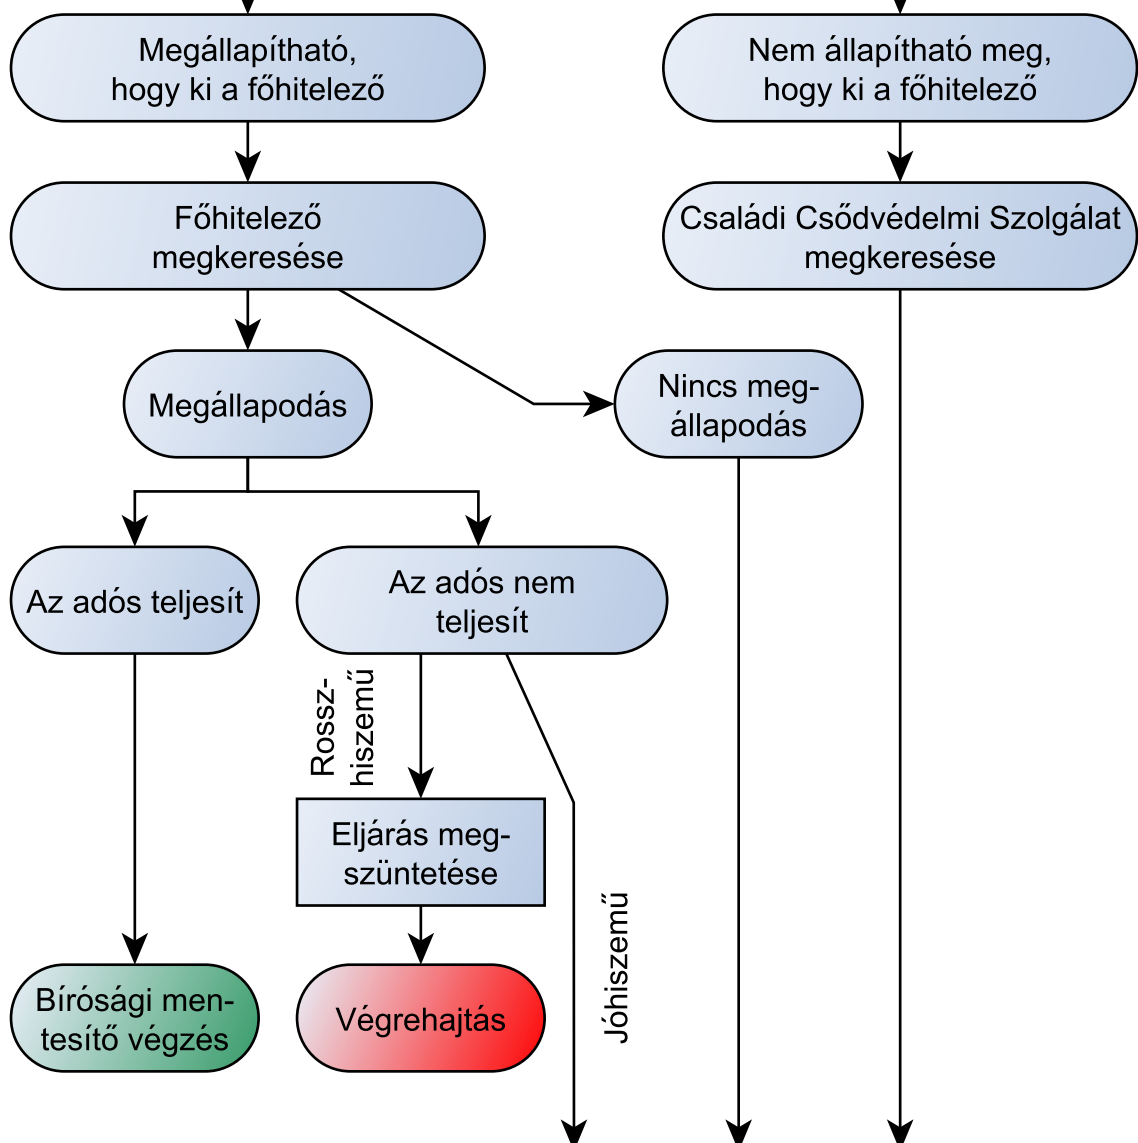 Megállapítható,
hogy ki a főhitelező
Nem állapítható meg,
hogy ki a főhitelező
Főhitelező
megkeresése
Családi Csődvédelmi Szolgálat
megkeresése
Megállapodás
Nincs meg-
állapodás
Az adós teljesít
Az adós nem
teljesít
Rossz-
hiszemű
Eljárás meg-
szüntetése
Jóhiszemű
Bírósági men-
tesítő végzés
Végrehajtás